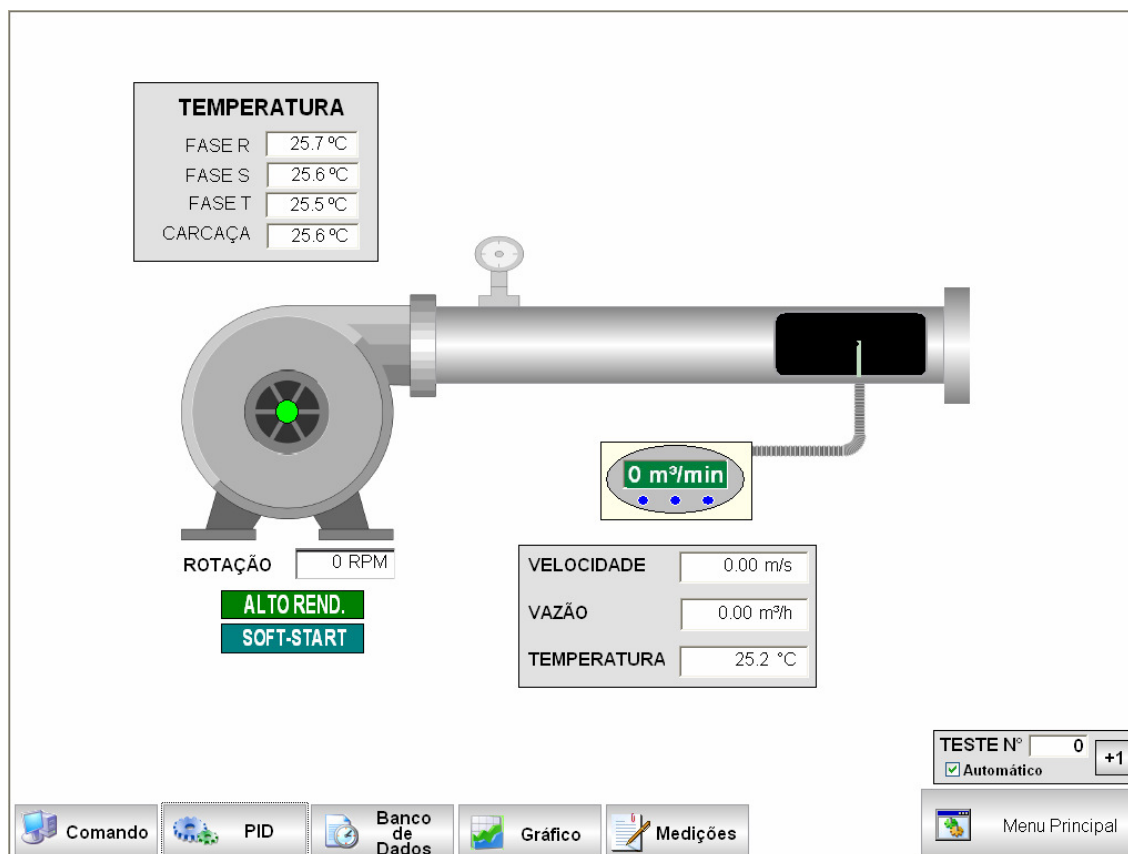 TEMPERATURA
FASE R 25.7 ºC
FASE S 25.6 ºC
FASE T 25.5 ºC
CARCAÇA 25.6 ºC
0 m³/min
ROTAÇÃO 0 RPM
ALTO REND.
SOFT-START
VELOCIDADE 0.00 m/s
VAZÃO 0.00 m³/h
TEMPERATURA 25.2 °C
TESTE Nº 0 +1
Automático
Comando
PID
Banco
de
Dados
Gráfico
Medições
Menu Principal